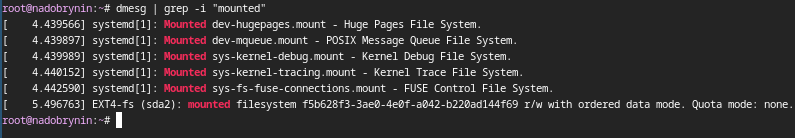 root@nadobrynin:~# dmesg | grep -i "mounted"
[    4.439566] systemd[1]: Mounted dev-hugepages.mount - Huge Pages File System.
[    4.439897] systemd[1]: Mounted dev-mqueue.mount - POSIX Message Queue File System.
[    4.439989] systemd[1]: Mounted sys-kernel-debug.mount - Kernel Debug File System.
[    4.440152] systemd[1]: Mounted sys-kernel-tracing.mount - Kernel Trace File System.
[    4.442590] systemd[1]: Mounted sys-fs-fuse-connections.mount - FUSE Control File System.
[    5.496763] EXT4-fs (sda2): mounted filesystem f5b628f3-3ae0-4e0f-a042-b220ad144f69 r/w with ordered data mode. Quota mode: none.
root@nadobrynin:~#